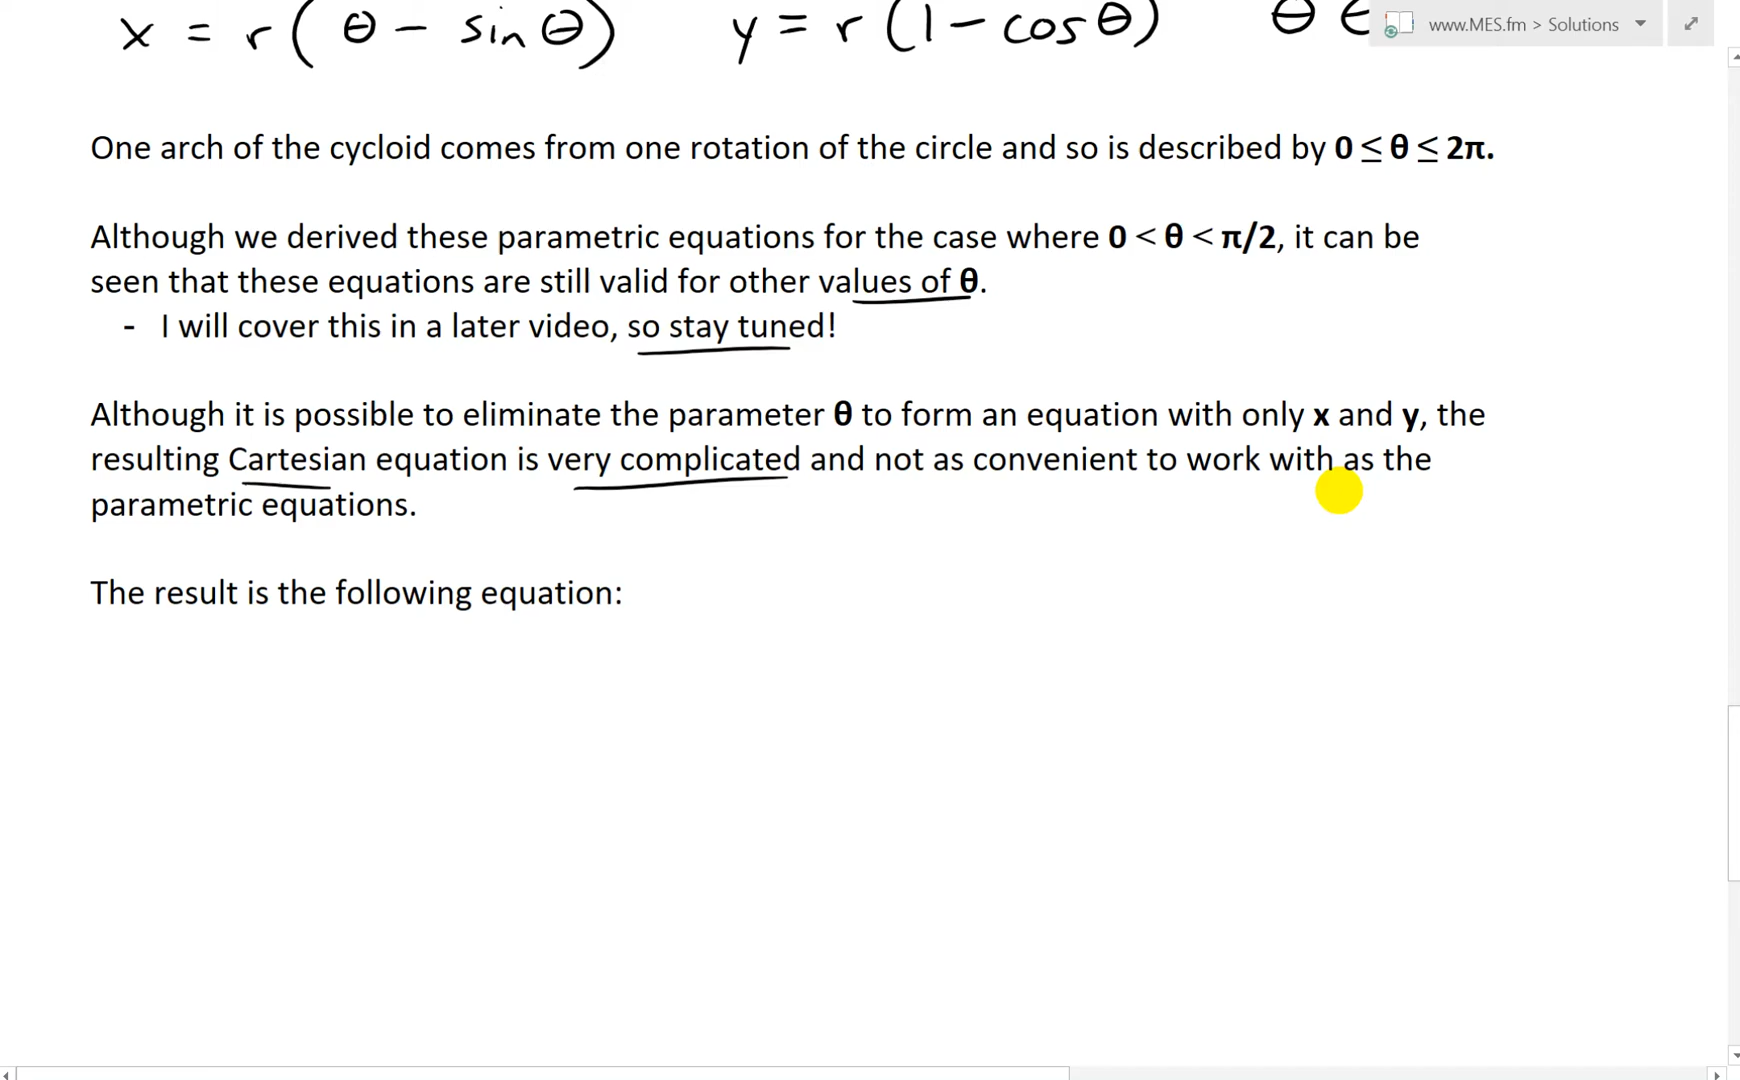 x = r(θ - sinθ) y = r(1 - cosθ) θ ∈
www.MES.fm > Solutions
One arch of the cycloid comes from one rotation of the circle and so is described by 0 ≤ θ ≤ 2π.
Although we derived these parametric equations for the case where 0 < θ < π/2, it can be
seen that these equations are still valid for other values of θ.
- I will cover this in a later video, so stay tuned!
Although it is possible to eliminate the parameter θ to form an equation with only x and y, the
resulting Cartesian equation is very complicated and not as convenient to work with as the
parametric equations.
The result is the following equation: